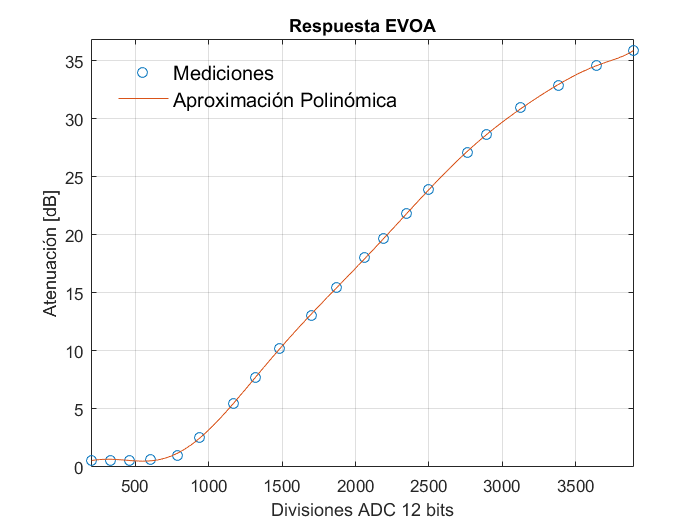 Respuesta EVOA
Mediciones
Aproximación Polinómica
Atenuación [dB]
35
30
25
20
15
10
5
0
500 1000 1500 2000 2500 3000 3500
Divisiones ADC 12 bits